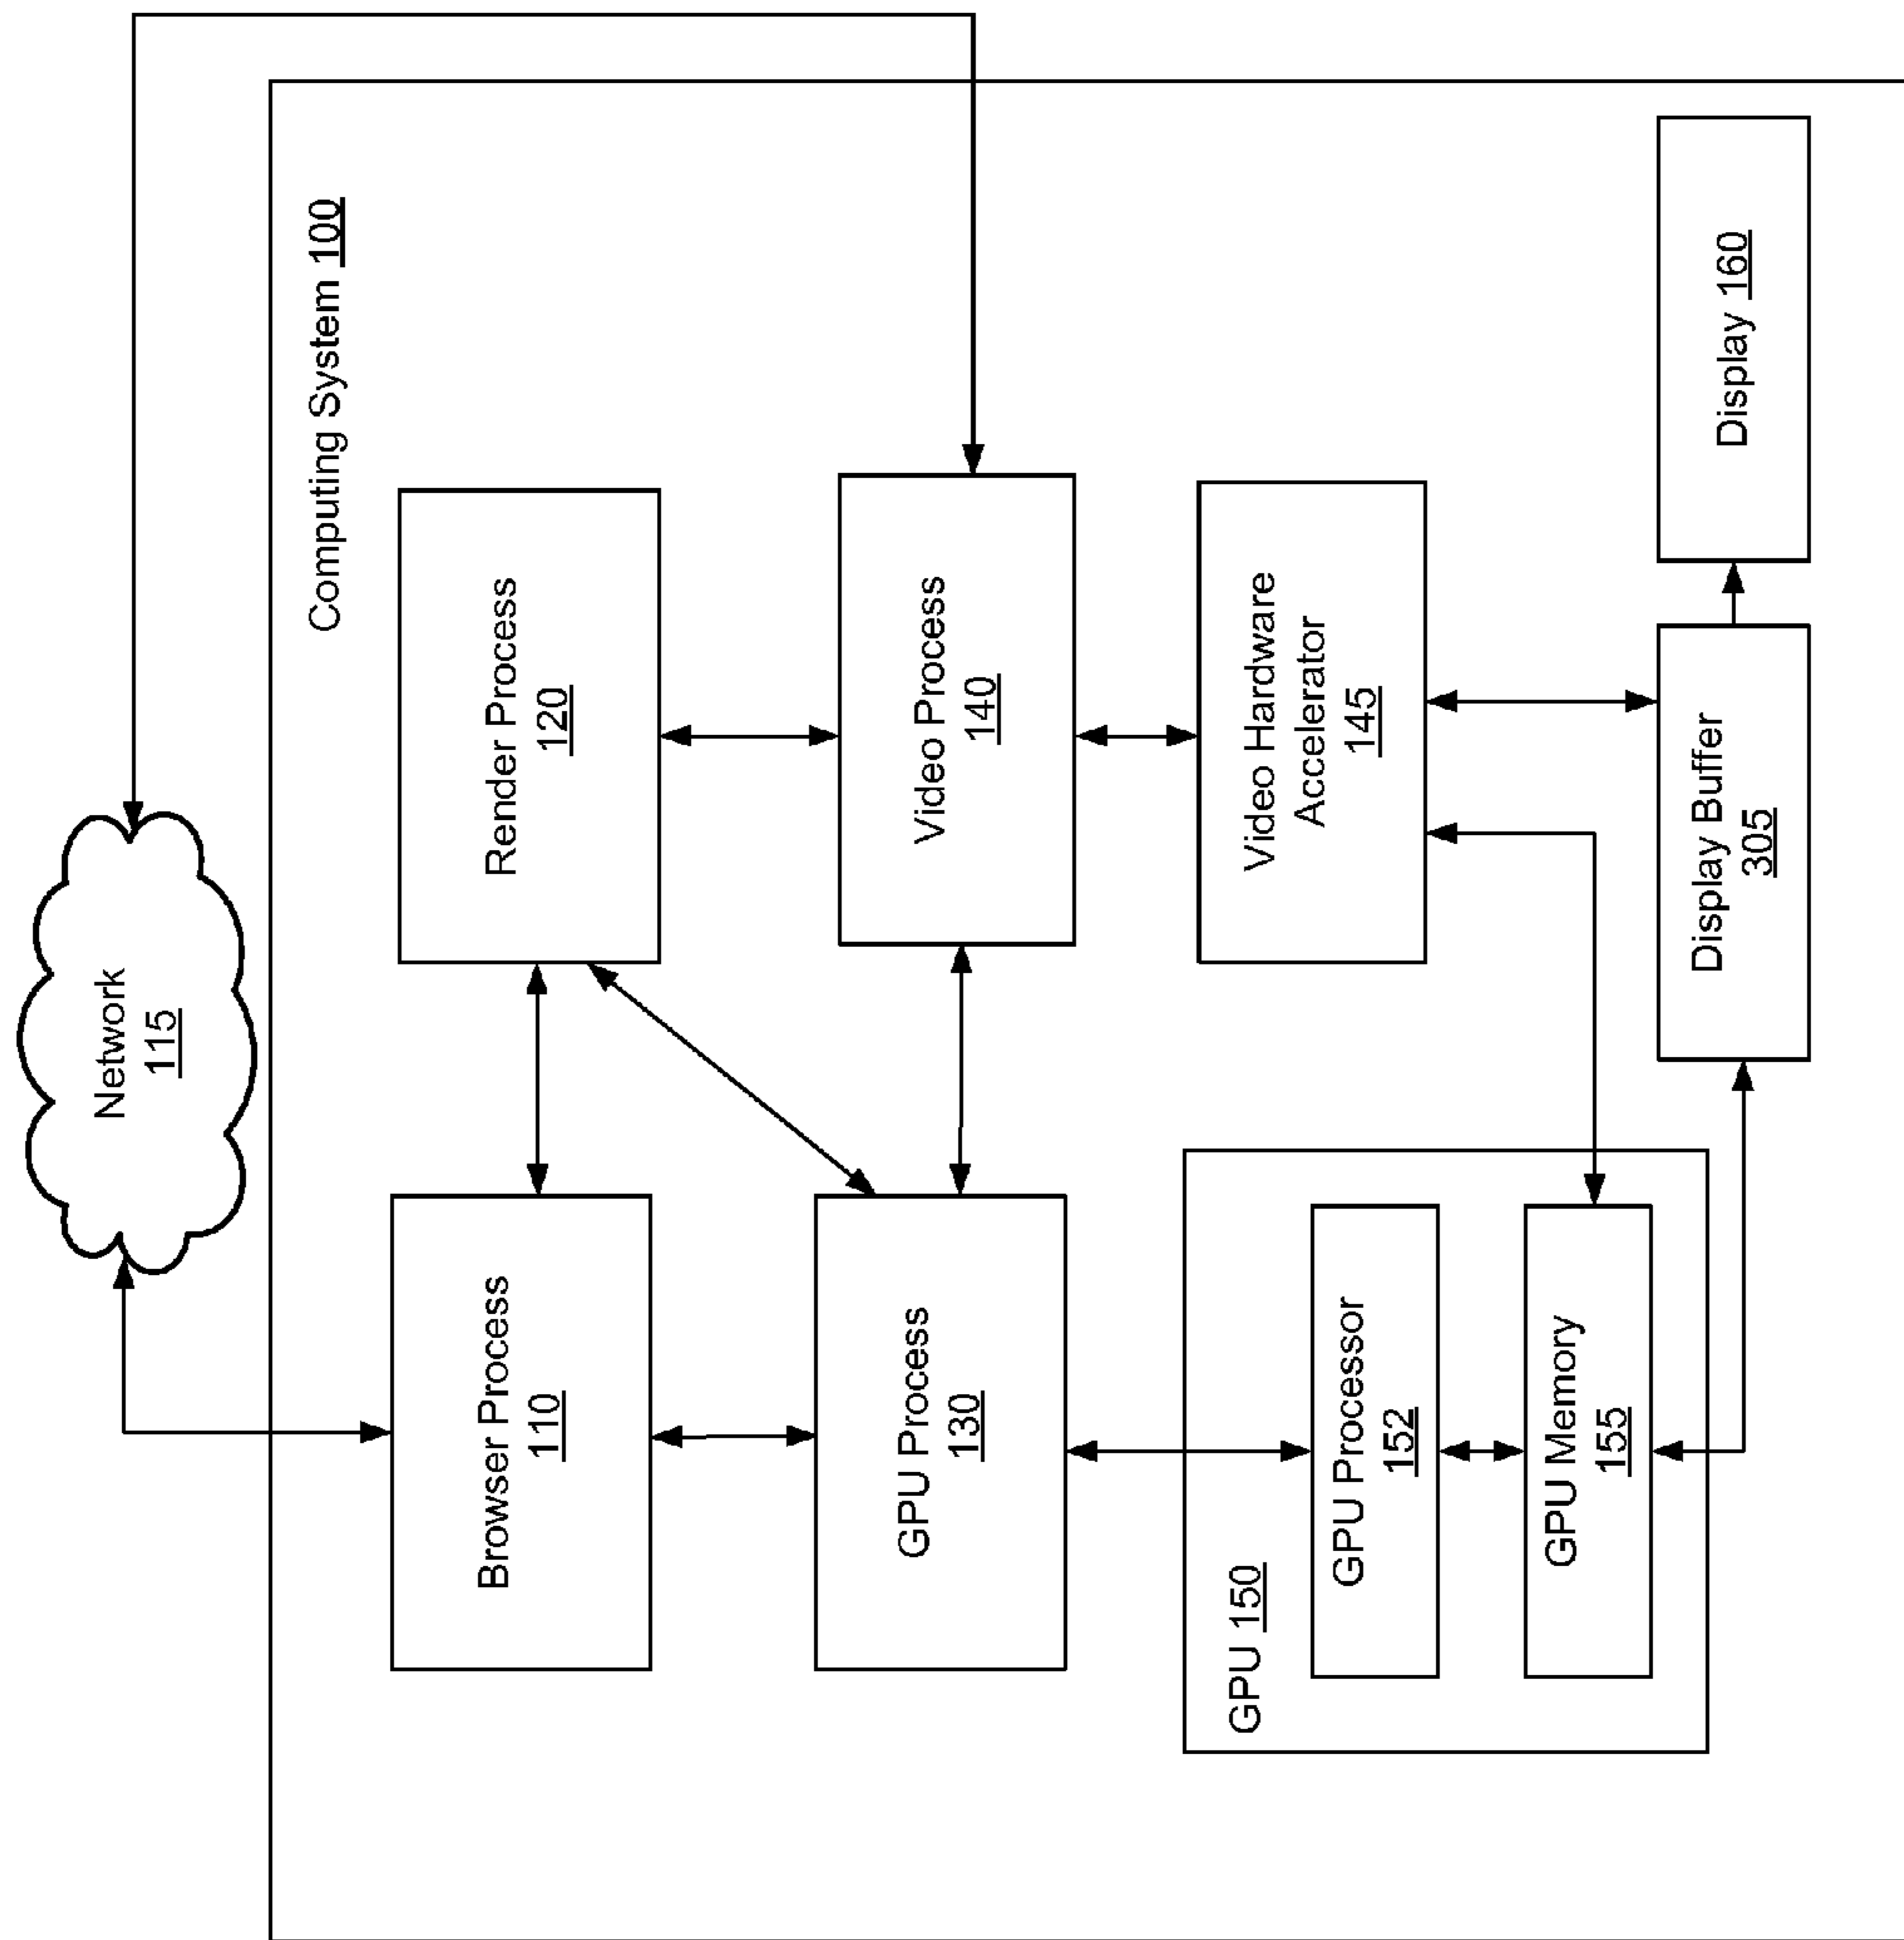 Network
115
Computing System 100
Browser Process
110
Render Process
120
GPU Process
130
Video Process
140
GPU 150
GPU Processor
152
GPU Memory
155
Video Hardware
Accelerator
145
Display Buffer
305
Display 160